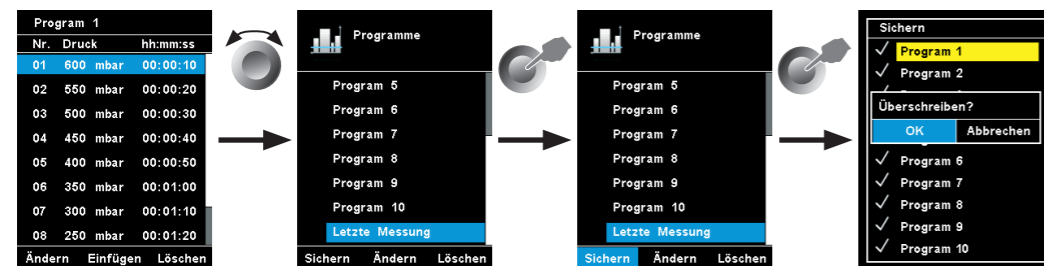 Program 1
Nr. Druck hh:mm:ss
01 600 mbar 00:00:10
02 550 mbar 00:00:20
03 500 mbar 00:00:30
04 450 mbar 00:00:40
05 400 mbar 00:00:50
06 350 mbar 00:01:00
07 300 mbar 00:01:10
08 250 mbar 00:01:20
Ändern Einfügen Löschen
Programme
Program 5
Program 6
Program 7
Program 8
Program 9
Program 10
Letzte Messung
Sichern Ändern Löschen
Programme
Program 5
Program 6
Program 7
Program 8
Program 9
Program 10
Letzte Messung
Sichern Ändern Löschen
Sichern
Program 1
Program 2
Überschreiben?
OK Abbrechen
Program 6
Program 7
Program 8
Program 9
Program 10